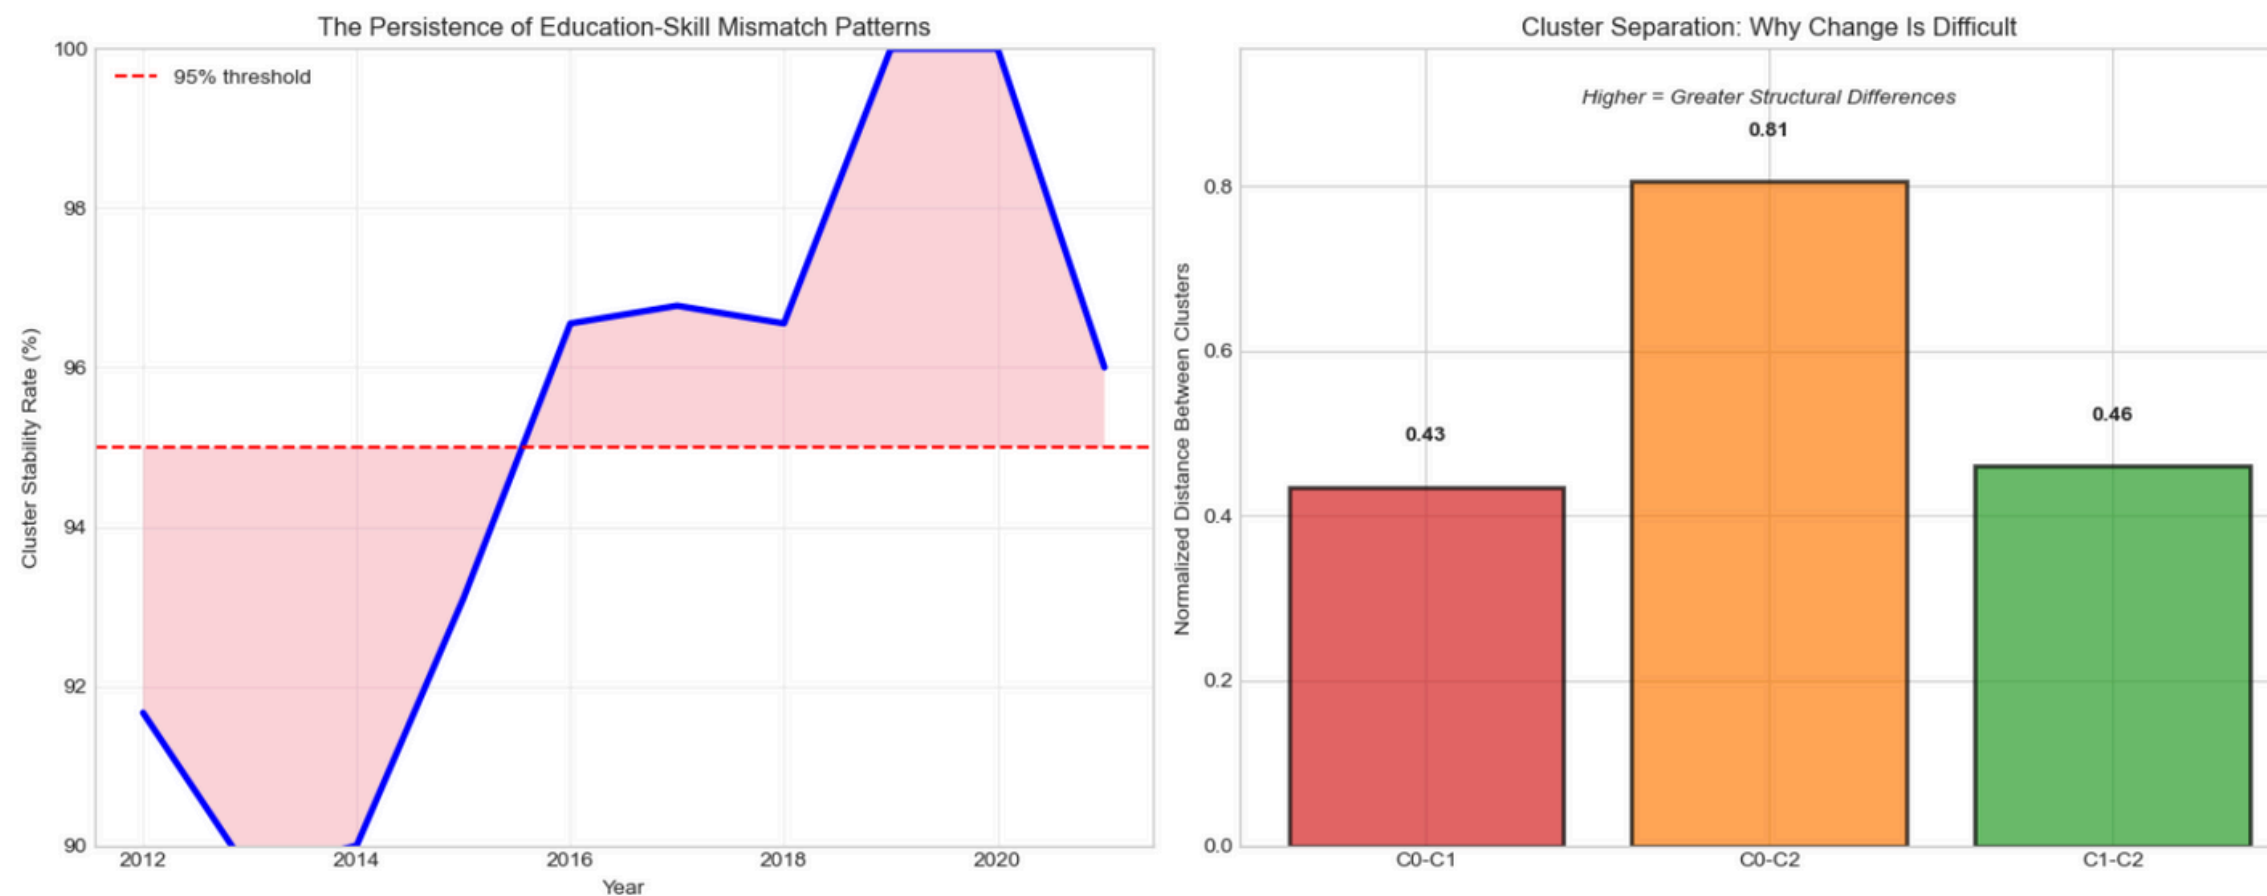 The Persistence of Education-Skill Mismatch Patterns
95% threshold
100
98
96
94
92
90
Cluster Stability Rate (%)
2012
2014
2016
2018
2020
Year
Cluster Separation: Why Change Is Difficult
Higher = Greater Structural Differences
0.81
0.43
0.46
0.8
0.6
0.4
0.2
0.0
Normalized Distance Between Clusters
C0-C1
C0-C2
C1-C2